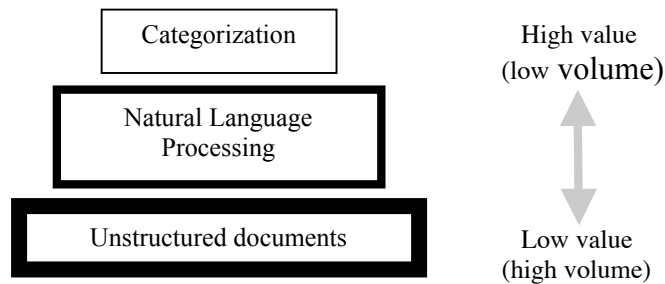 Categorization
High value
(low volume)
Natural Language
Processing
Unstructured documents
Low value
(high volume)